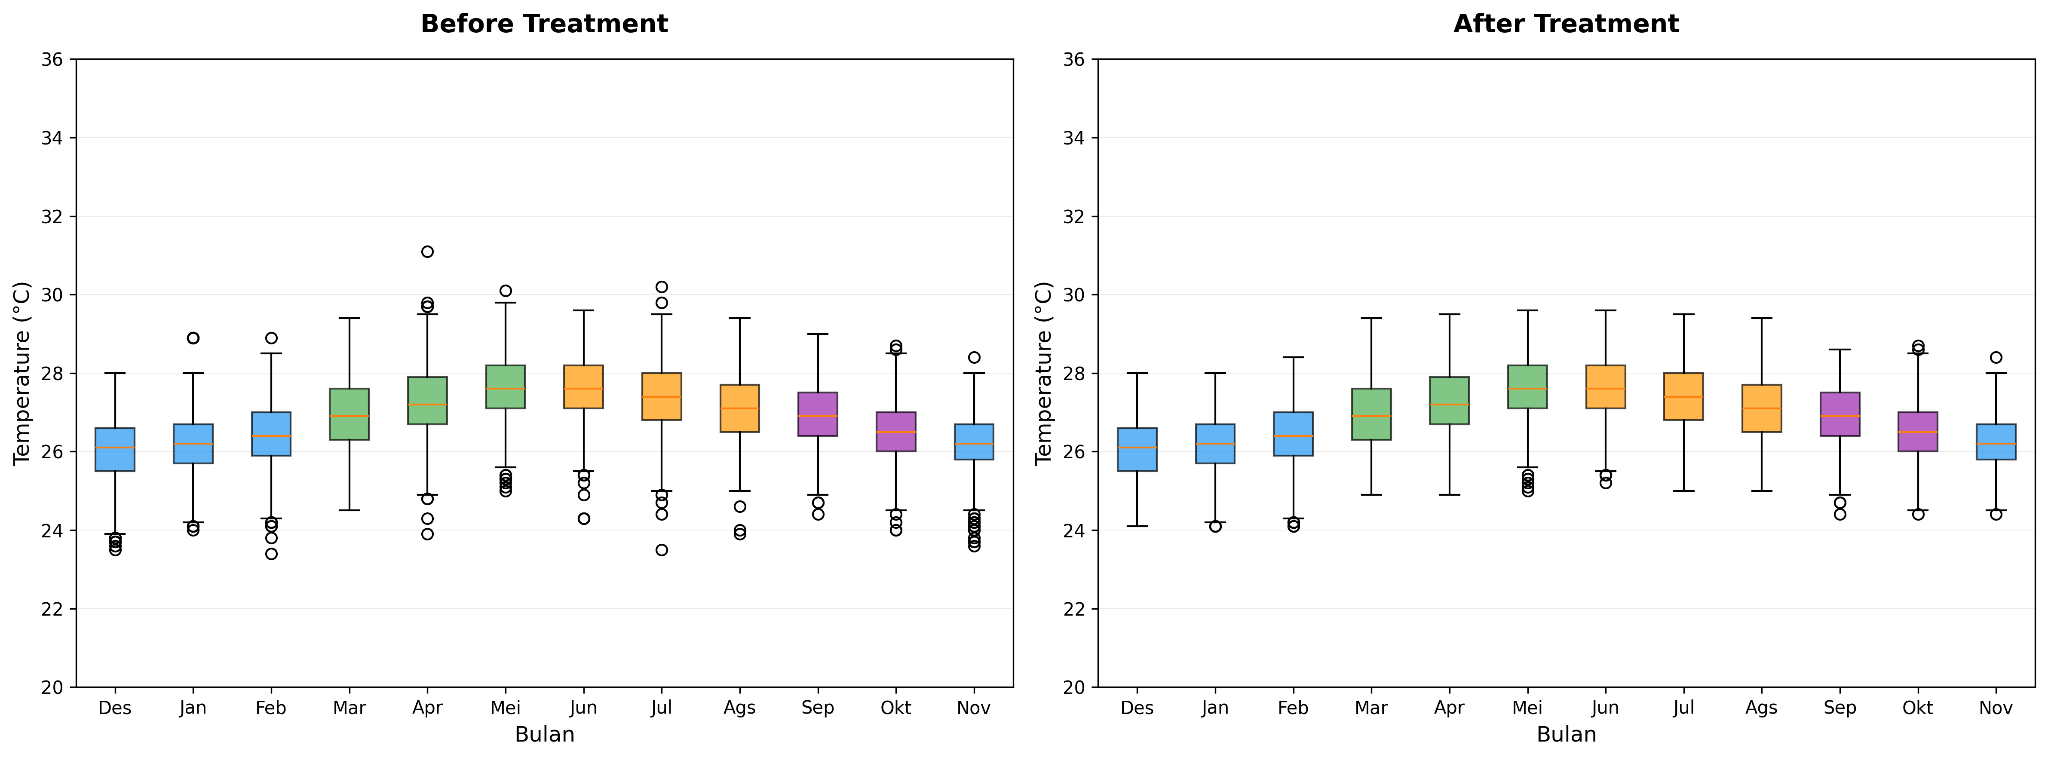 Before Treatment
Temperature (°C)
36
34
32
30
28
26
24
22
20
Des Jan Feb Mar Apr Mei Jun Jul Ags Sep Okt Nov
Bulan
After Treatment
Temperature (°C)
36
34
32
30
28
26
24
22
20
Des Jan Feb Mar Apr Mei Jun Jul Ags Sep Okt Nov
Bulan